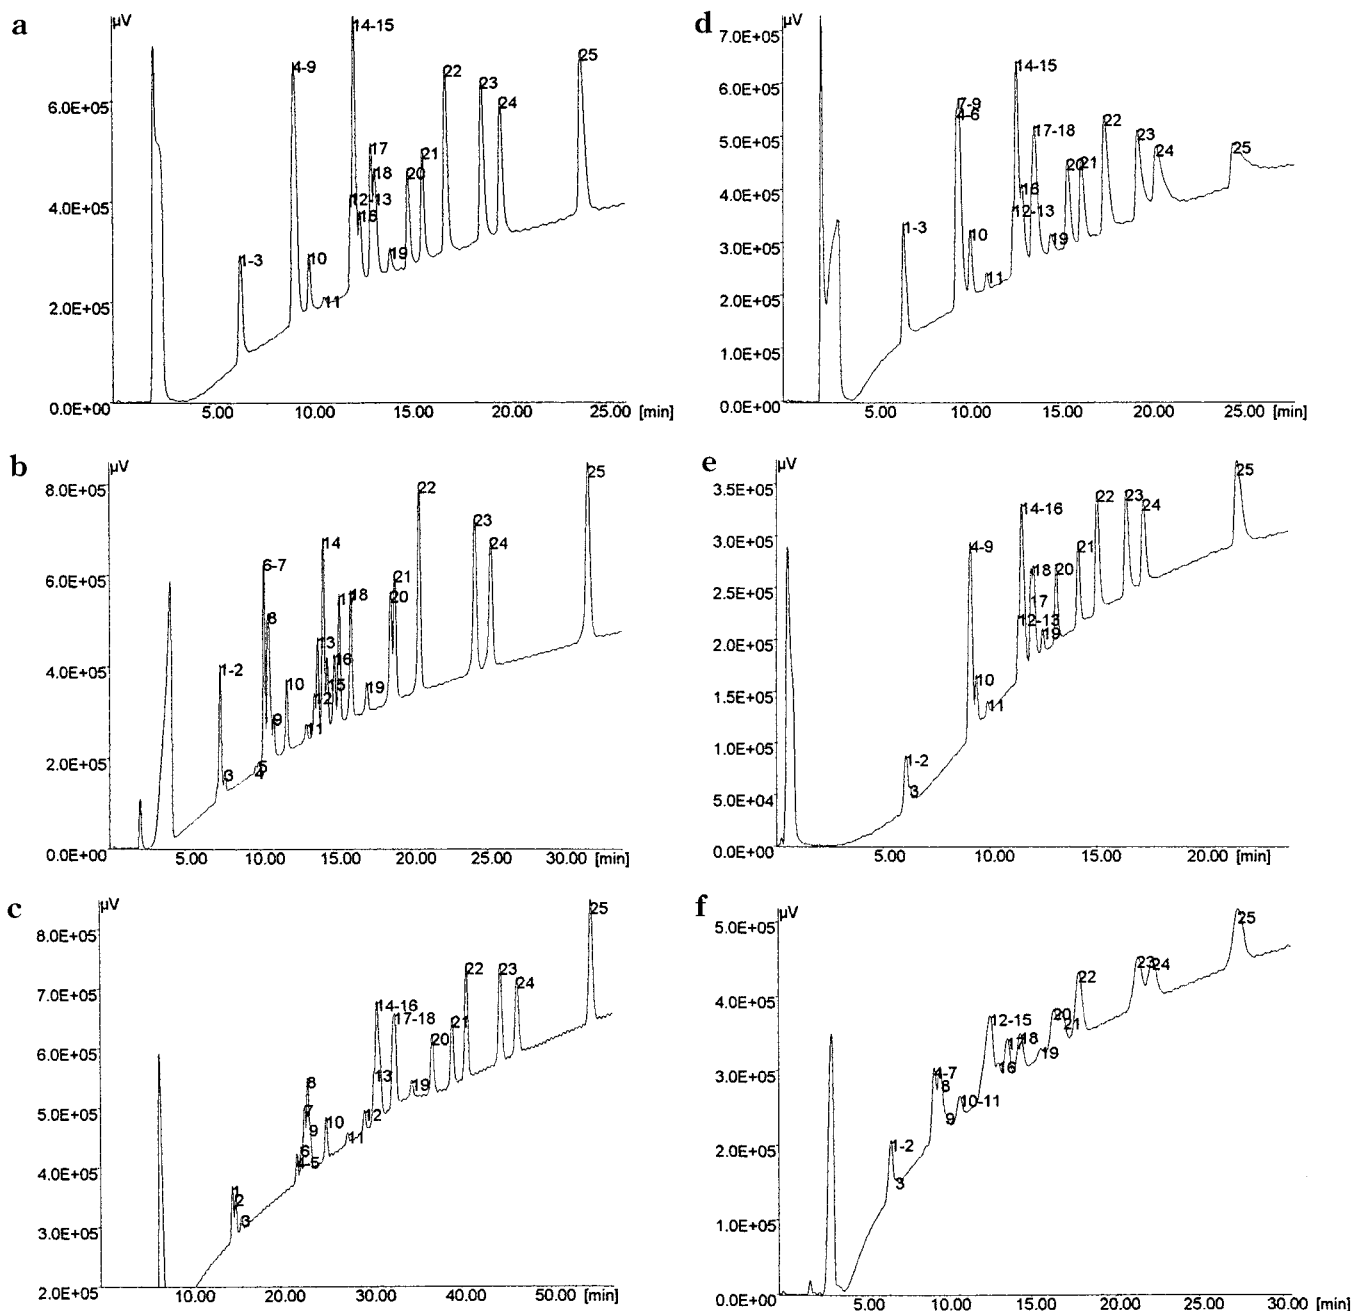 a
µV
6.0E+05
4.0E+05
2.0E+05
0.0E+00
5.00 10.00 15.00 20.00 25.00 [min]
1-3
4-9
10
11
14-15
12-13
16
17
18
19
20
21
22
23
24
25
d
µV
7.0E+05
6.0E+05
5.0E+05
4.0E+05
3.0E+05
2.0E+05
1.0E+05
0.0E+00
5.00 10.00 15.00 20.00 25.00 [min]
1-3
7-9
4-6
10
11
14-15
16
12-13
17-18
19
20
21
22
23
24
25
b
µV
8.0E+05
6.0E+05
4.0E+05
2.0E+05
0.0E+00
5.00 10.00 15.00 20.00 25.00 30.00 [min]
1-2
3
4
5
6-7
8
9
10
11
12
13
14
15
16
17
18
19
20
21
22
23
24
25
e
µV
3.5E+05
3.0E+05
2.5E+05
2.0E+05
1.5E+05
1.0E+05
5.0E+04
0.0E+00
5.00 10.00 15.00 20.00 [min]
1-2
3
4-9
10
11
14-16
12-13
18
17
19
20
21
22
23
24
25
c
µV
8.0E+05
7.0E+05
6.0E+05
5.0E+05
4.0E+05
3.0E+05
2.0E+05
10.00 20.00 30.00 40.00 50.00 [min]
1
2
3
4-5
6
7
8
9
10
11
12
13
14-16
17-18
19
20
21
22
23
24
25
f
µV
5.0E+05
4.0E+05
3.0E+05
2.0E+05
1.0E+05
0.0E+00
5.00 10.00 15.00 20.00 25.00 30.00 [min]
1-2
3
4-7
8
9
10-11
12-15
16
17
18
19
20
21
22
23
24
25